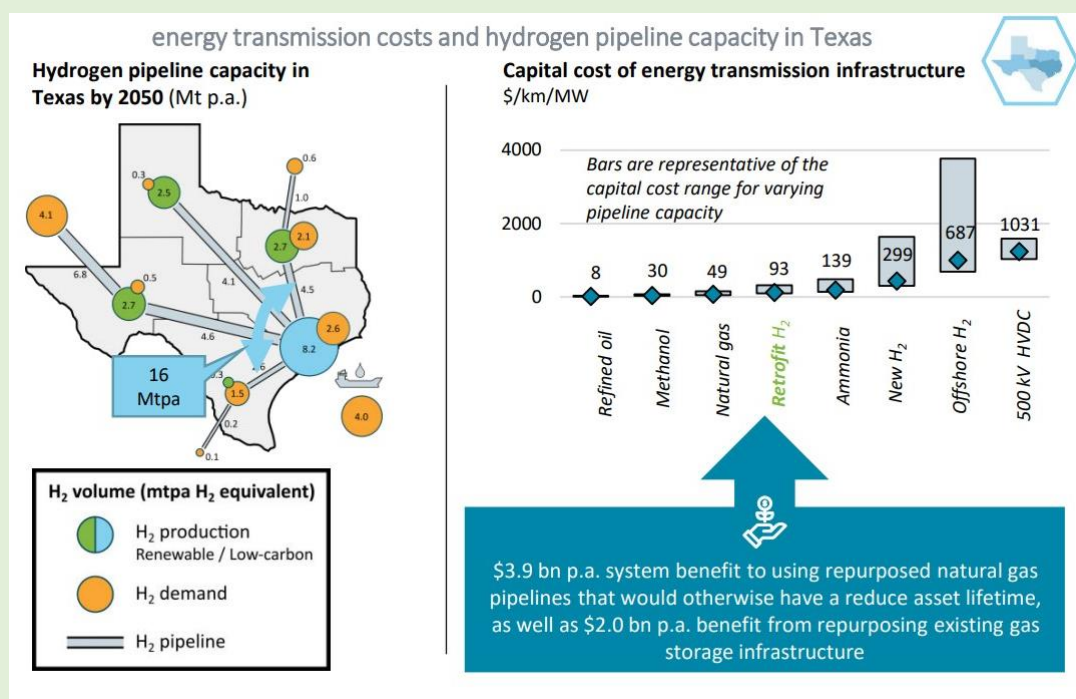 energy transmission costs and hydrogen pipeline capacity in Texas
Hydrogen pipeline capacity in
Texas by 2050 (Mt p.a.)
0.6
0.3
2.5
1.0
4.1
2.1
2.7
6.8
0.5
4.1
4.5
2.7
2.6
4.6
8.2
16
Mtpa
.6
0.3
1.5
4.0
0.2
0.1
H₂ volume (mtpa H₂ equivalent)
H₂ production
Renewable / Low-carbon
H₂ demand
H₂ pipeline
Capital cost of energy transmission infrastructure
$/km/MW
4000
2000
0
Bars are representative of the
capital cost range for varying
pipeline capacity
8
30
49
93
139
299
687
1031
Refined oil
Methanol
Natural gas
Retrofit H₂
Ammonia
New H₂
Offshore H₂
500 kV HVDC
$3.9 bn p.a. system benefit to using repurposed natural gas
pipelines that would otherwise have a reduce asset lifetime,
as well as $2.0 bn p.a. benefit from repurposing existing gas
storage infrastructure